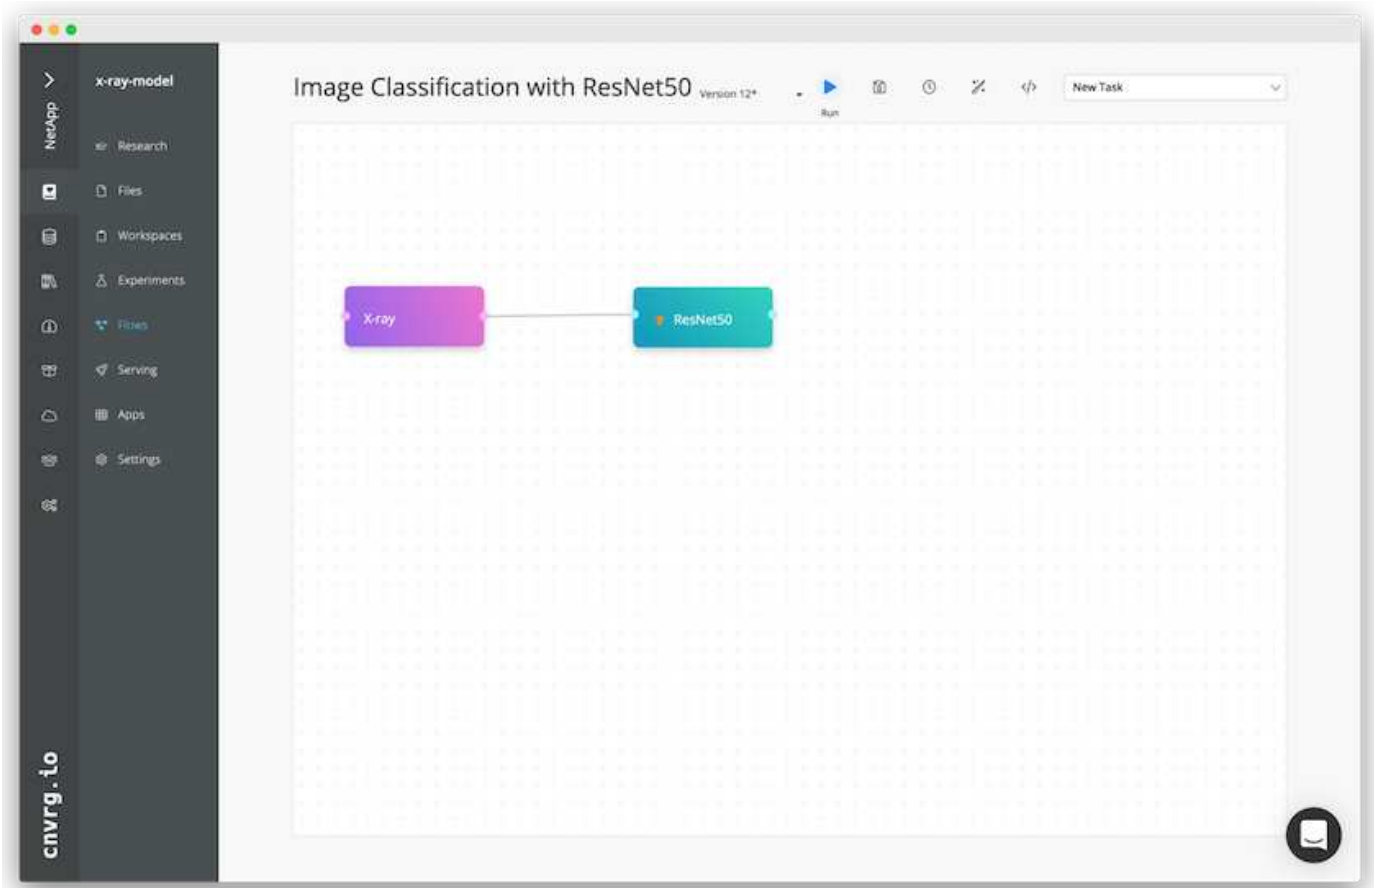 NetApp
cnvrg.io
x-ray-model
Research
Files
Workspaces
Experiments
Flows
Serving
Apps
Settings
Image Classification with ResNet50 Version 12*
Run
New Task
X-ray
ResNet50